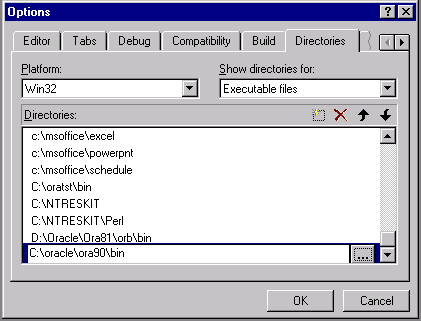 Options
Editor Tabs Debug Compatibility Build Directories
Platform: Show directories for:
Win32 Executable files
Directories:
c:\msoffice\excel
c:\msoffice\powerpnt
c:\msoffice\schedule
C:\oratst\bin
C:\NTRESKIT
C:\NTRESKIT\Perl
D:\Oracle\Ora81\orb\bin
C:\oracle\ora90\bin ...
OK Cancel